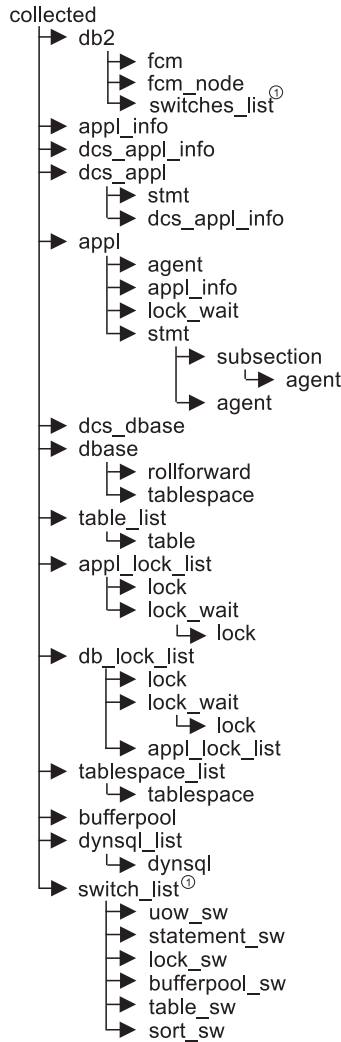 collected
db2
fcm
fcm_node
switches_list①
appl_info
dcs_appl_info
dcs_appl
stmt
dcs_appl_info
appl
agent
appl_info
lock_wait
stmt
subsection
agent
agent
dcs_dbase
dbase
rollforward
tablespace
table_list
table
appl_lock_list
lock
lock_wait
lock
db_lock_list
lock
lock_wait
lock
appl_lock_list
tablespace_list
tablespace
bufferpool
dynsql_list
dynsql
switch_list①
uow_sw
statement_sw
lock_sw
bufferpool_sw
table_sw
sort_sw